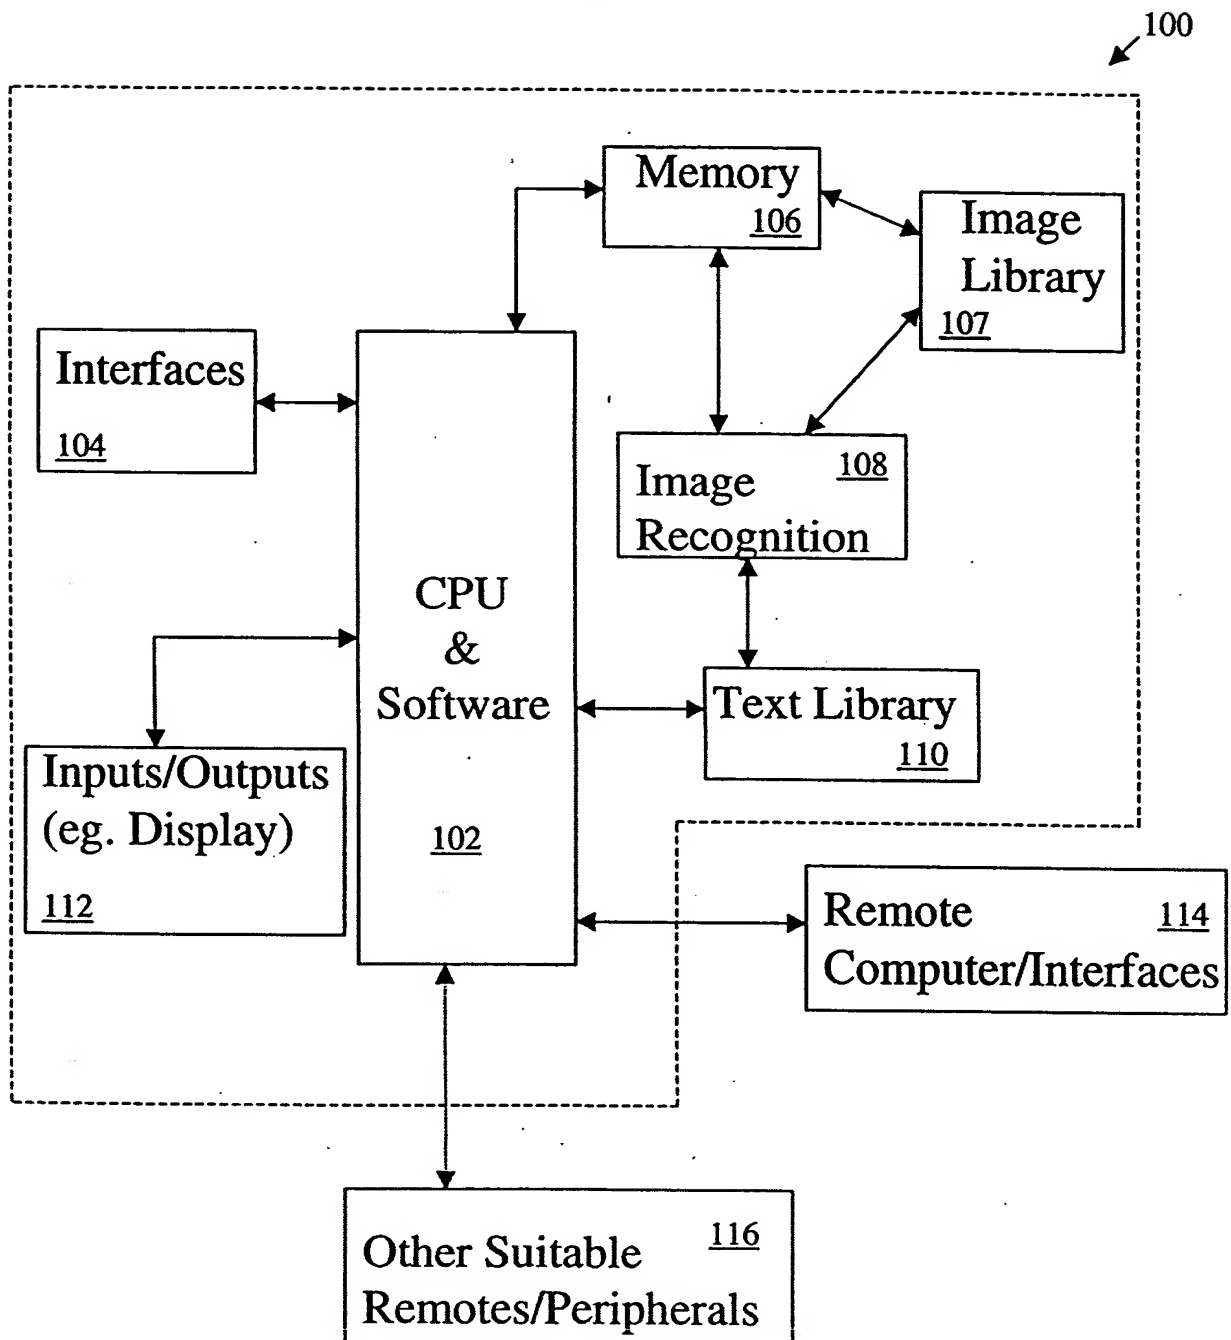 100
Memory
106
Image
Library
107
Interfaces
104
108
Image
Recognition
CPU
&
Software
102
Text Library
110
Inputs/Outputs
(eg. Display)
112
Remote
114
Computer/Interfaces
Other Suitable
116
Remotes/Peripherals